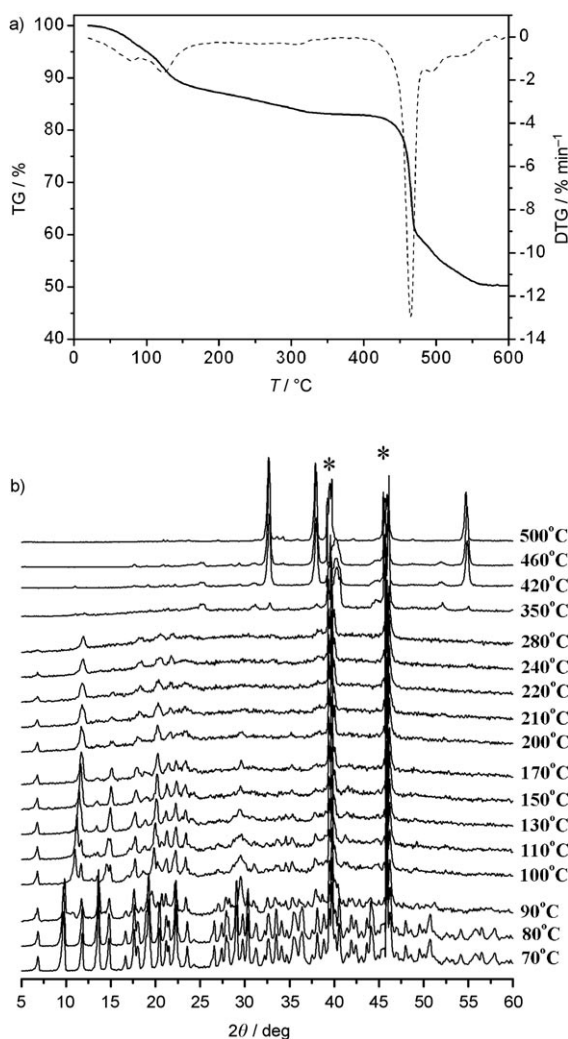 a)
100
90
80
70
60
50
40
TG / %
0
-2
-4
-6
-8
-10
-12
-14
DTG / % min⁻¹
0 100 200 300 400 500 600
T / °C
b)
* *
500°C
460°C
420°C
350°C
280°C
240°C
220°C
210°C
200°C
170°C
150°C
130°C
110°C
100°C
90°C
80°C
70°C
5 10 15 20 25 30 35 40 45 50 55 60
2θ / deg